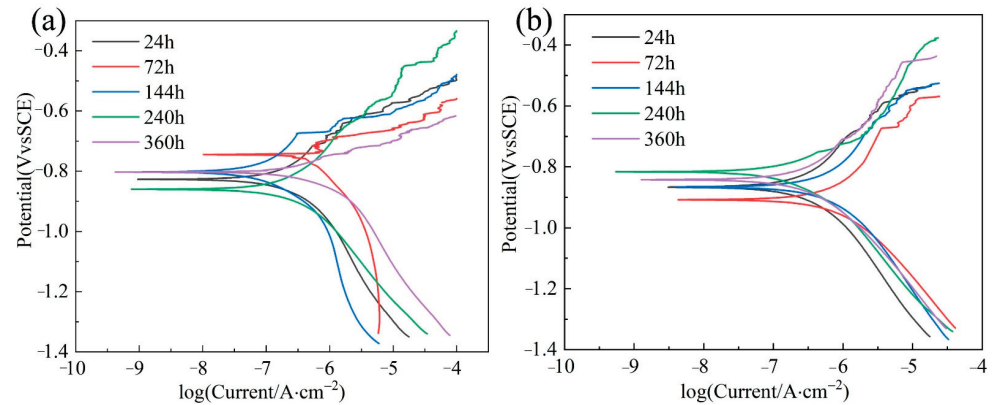 (a)
24h
72h
144h
240h
360h
Potential(VvsSCE)
−0.4
−0.6
−0.8
−1.0
−1.2
−1.4
−10
−9
−8
−7
−6
−5
−4
log(Current/A·cm⁻²)
(b)
24h
72h
144h
240h
360h
Potential(VvsSCE)
−0.4
−0.6
−0.8
−1.0
−1.2
−1.4
−10
−9
−8
−7
−6
−5
−4
log(Current/A·cm⁻²)